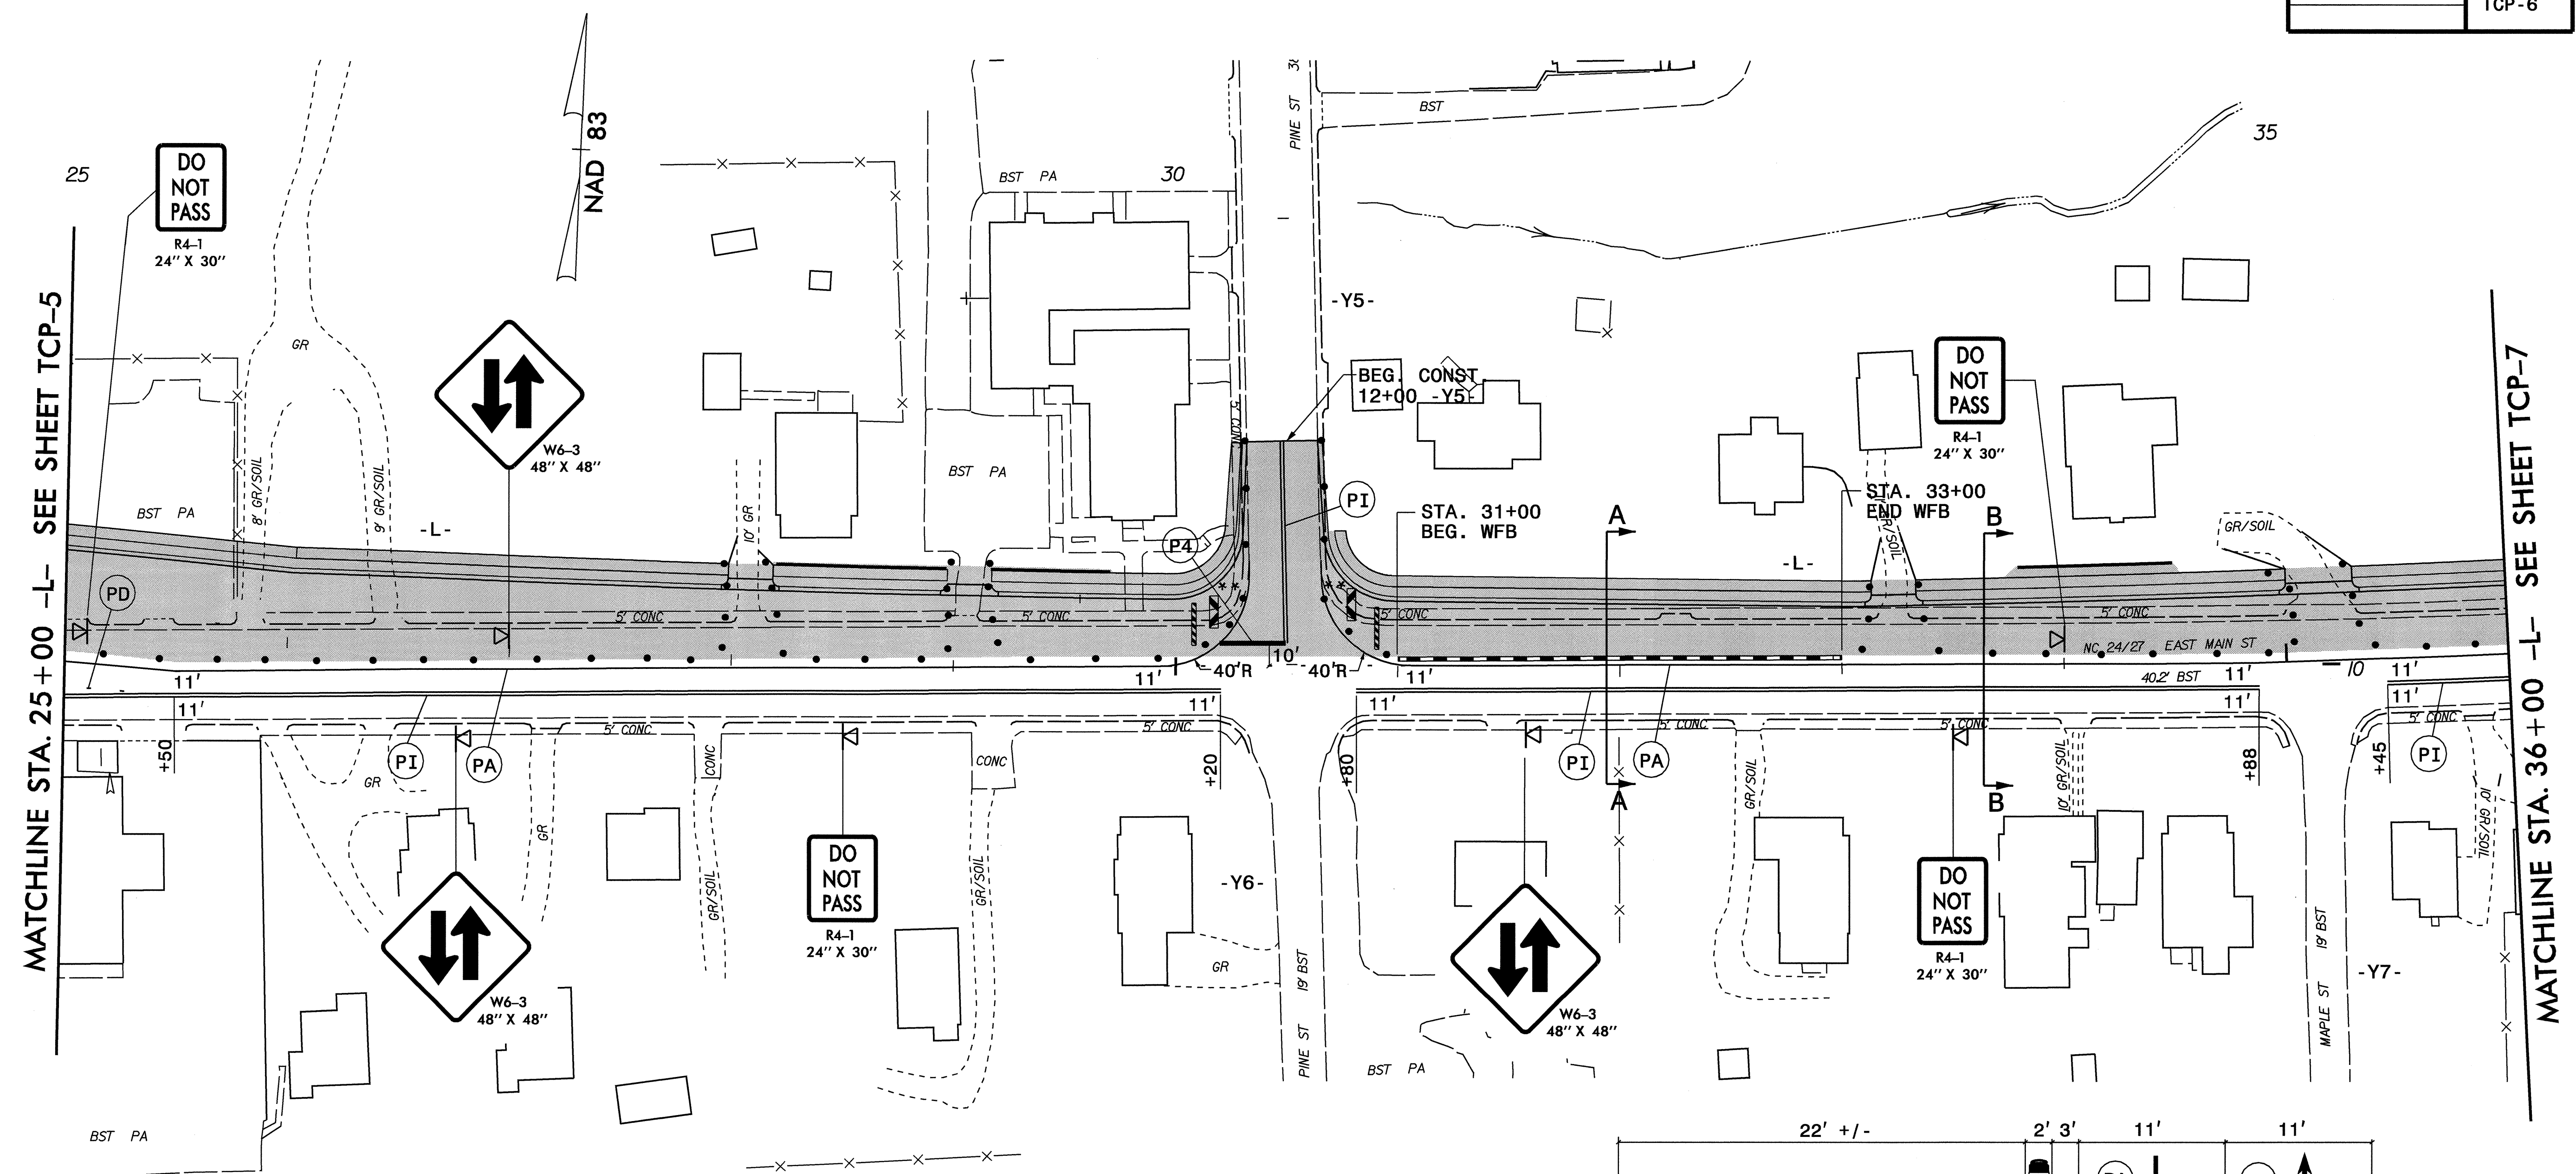 TCP-6
25
DO
NOT
PASS
R4-1
24" X 30"
NAD 83
BST PA
30
PINE ST
BST
35
MATCHLINE STA. 25+00 -L- SEE SHEET TCP-5
GR
W6-3
48" X 48"
BST PA
8' GR/SOIL
9' GR/SOIL
-L-
10' GR
BST PA
5' CONC
-Y5-
BEG. CONST.
12+00 -Y5-
PI
P4
STA. 31+00
BEG. WFB
A
-L-
STA. 33+00
END WFB
GR/SOIL
B
DO
NOT
PASS
R4-1
24" X 30"
GR/SOIL
MATCHLINE STA. 36+00 -L- SEE SHEET TCP-7
PD
5' CONC
5' CONC
5' CONC
5' CONC
NC 24/27 EAST MAIN ST
40'R
10'
40'R
11'
11'
11'
40.2' BST
11'
10
11'
11'
11'
11'
11'
11'
+50
5' CONC
5' CONC
5' CONC
5' CONC
5' CONC
PI
PA
+20
+80
PI
PA
A
B
+88
+45
PI
GR
CONC
CONC
GR
GR/SOIL
GR/SOIL
GR/SOIL
10' GR/SOIL
10' GR/SOIL
DO
NOT
PASS
R4-1
24" X 30"
-Y6-
GR
DO
NOT
PASS
R4-1
24" X 30"
-Y7-
W6-3
48" X 48"
W6-3
48" X 48"
PINE ST 19' BST
MAPLE ST 19' BST
BST PA
BST PA
22' +/-
2'
3'
11'
11'